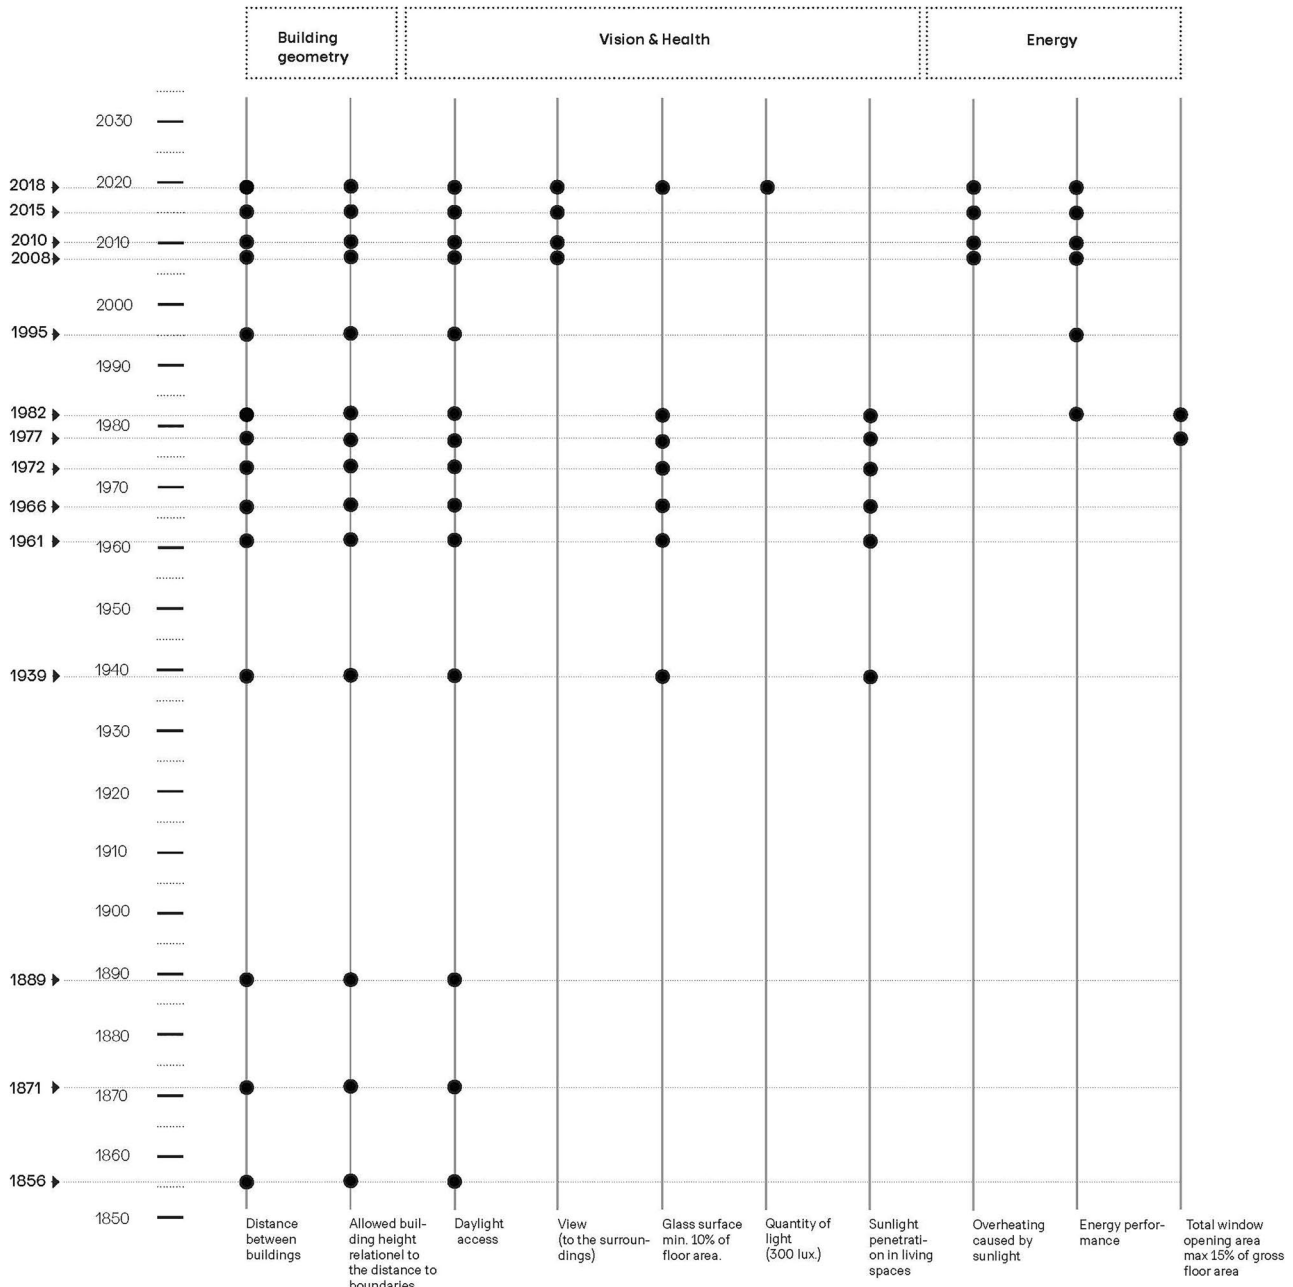 Building
geometry
Vision & Health
Energy
2030
2018
2020
2015
2010
2010
2008
2000
1995
1990
1982
1980
1977
1972
1970
1966
1961
1960
1950
1939
1940
1930
1920
1910
1900
1889
1890
1880
1871
1870
1860
1856
1850
Distance
between
buildings
Allowed buil-
ding height
relationel to
the distance to
boundaries
Daylight
access
View
(to the surroun-
dings)
Glass surface
min. 10% of
floor area.
Quantity of
light
(300 lux.)
Sunlight
penetrati-
on in living
spaces
Overheating
caused by
sunlight
Energy perfor-
mance
Total window
opening area
max 15% of gross
floor area